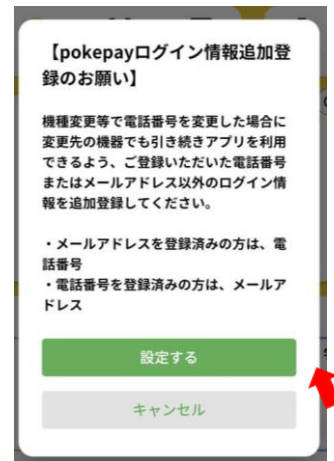 【pokepayログイン情報追加登
録のお願い】
機種変更等で電話番号を変更した場合に
変更先の機器でも引き続きアプリを利用
できるよう、ご登録いただいた電話番号
またはメールアドレス以外のログイン情
報を追加登録してください。
・メールアドレスを登録済みの方は、電
話番号
・電話番号を登録済みの方は、メールア
ドレス
設定する
キャンセル